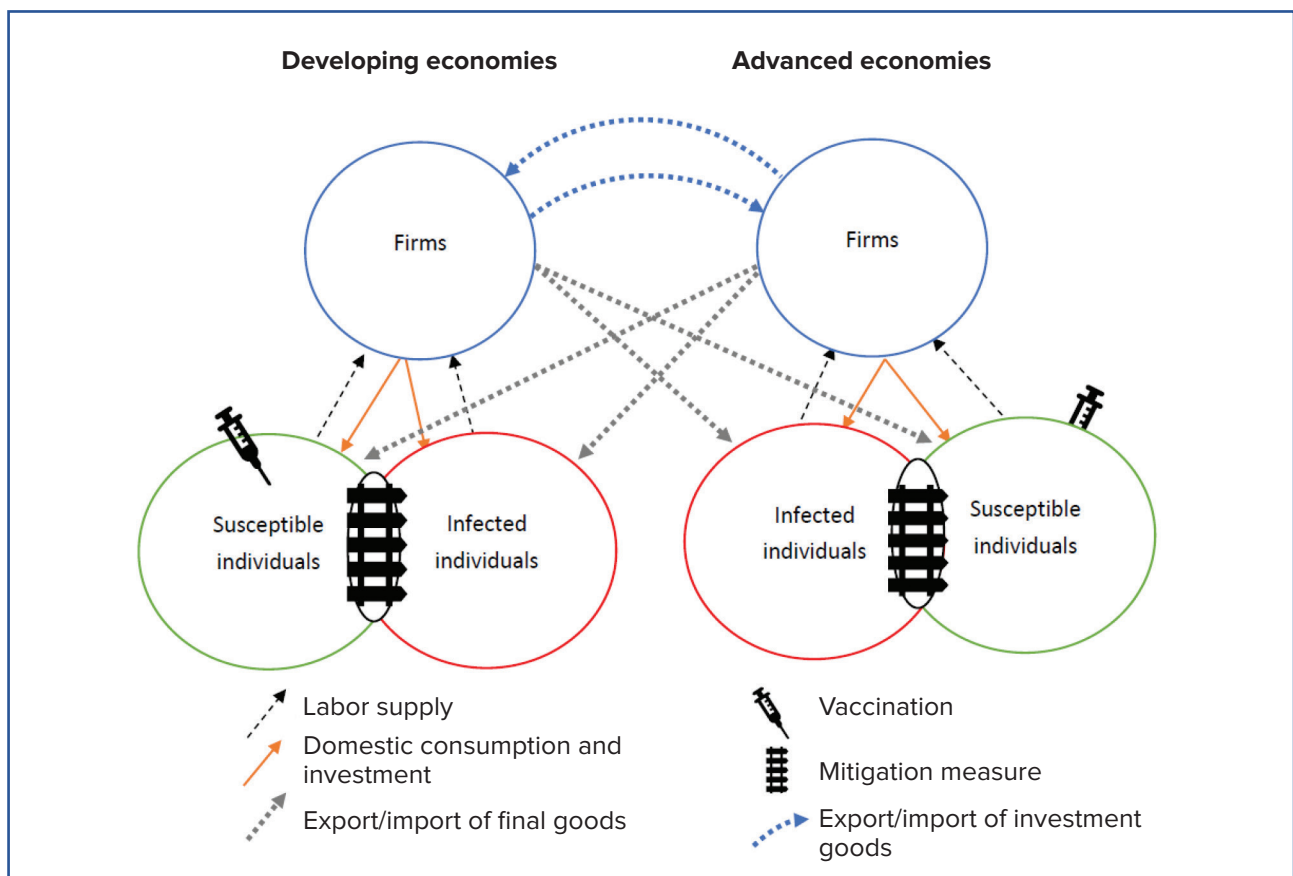 Developing economies
Advanced economies
Firms
Firms
Susceptible
individuals
Infected
individuals
Infected
individuals
Susceptible
individuals
Labor supply
Domestic consumption and
investment
Export/import of final goods
Vaccination
Mitigation measure
Export/import of investment
goods